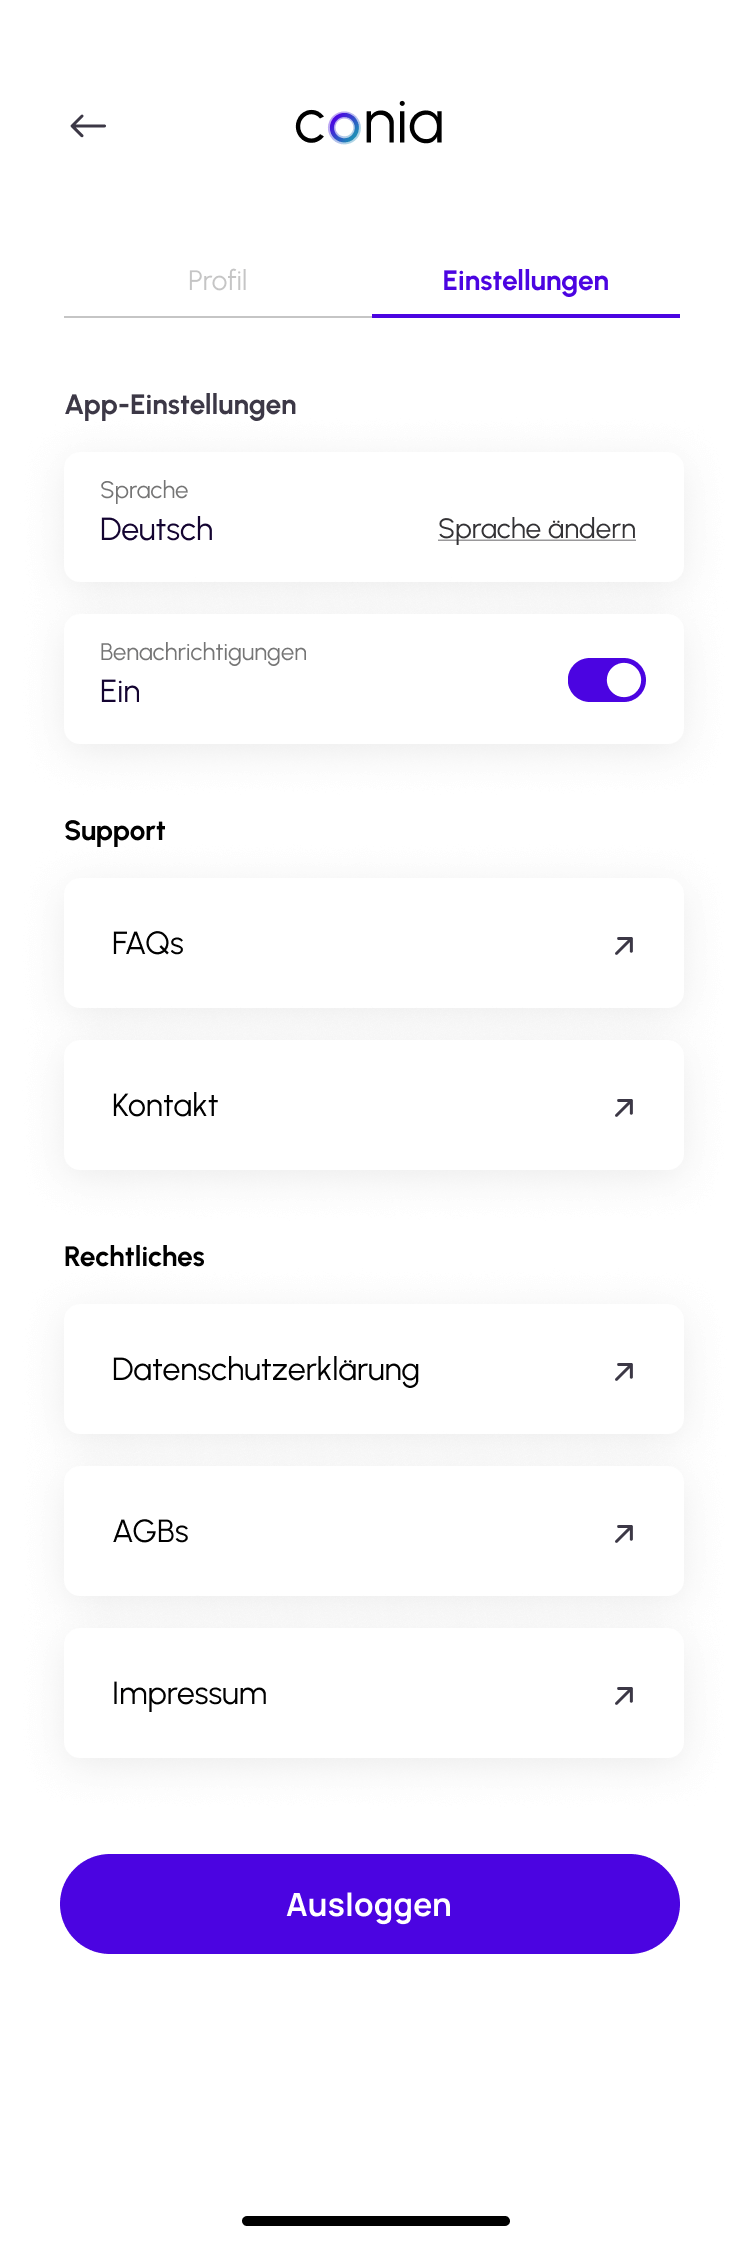 conia
Profil
Einstellungen
App-Einstellungen
Sprache
Deutsch
Sprache ändern
Benachrichtigungen
Ein
Support
FAQs
Kontakt
Rechtliches
Datenschutzerklärung
AGBs
Impressum
Ausloggen